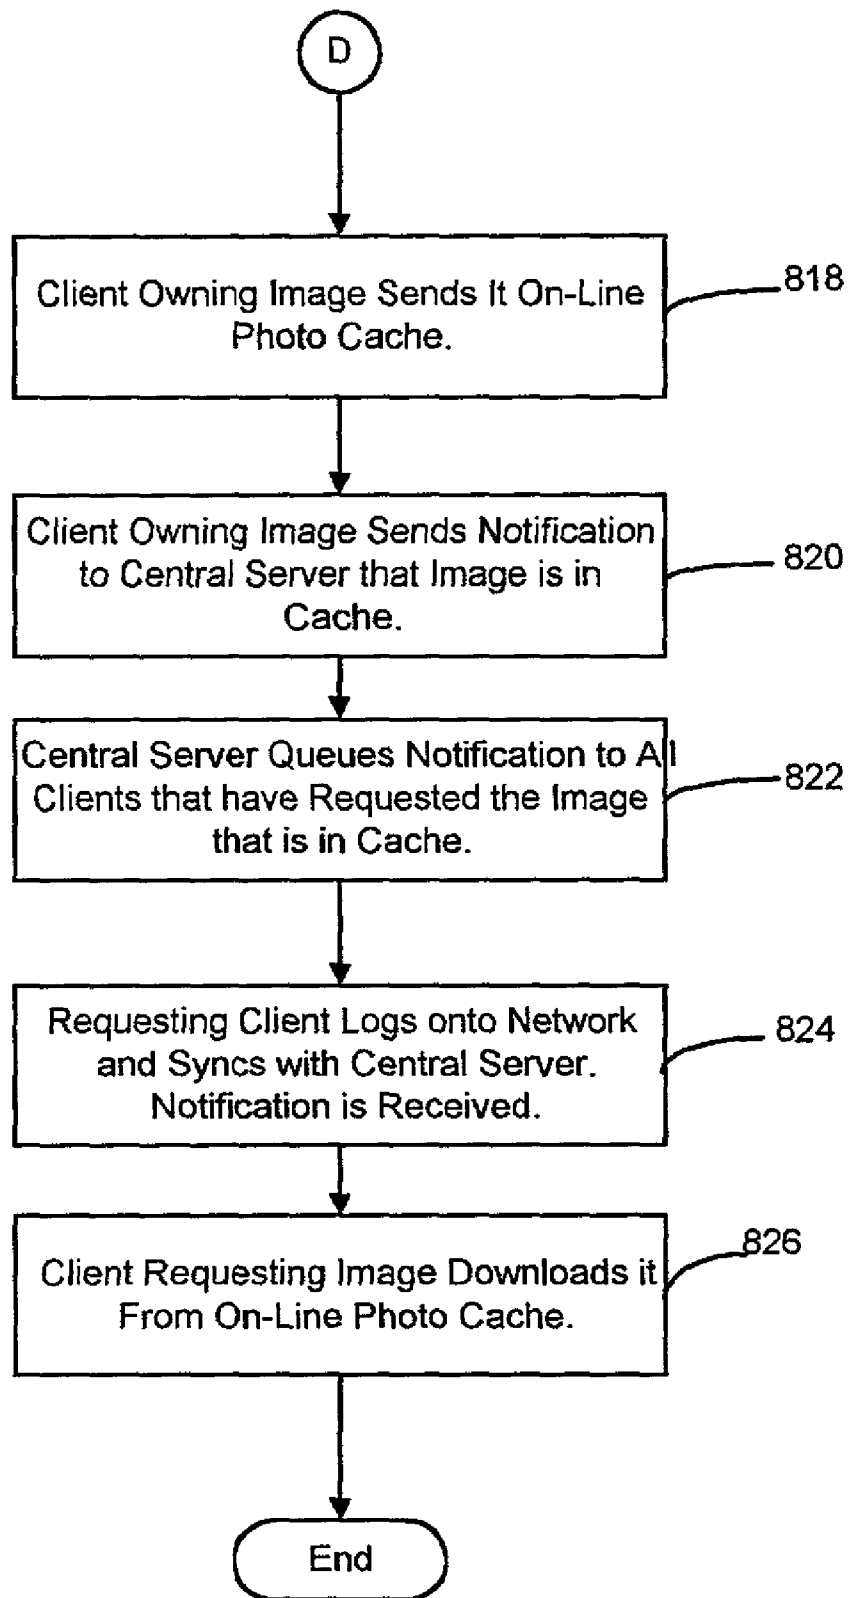 D
Client Owning Image Sends It On-Line
Photo Cache.
818
Client Owning Image Sends Notification
to Central Server that Image is in
Cache.
820
Central Server Queues Notification to All
Clients that have Requested the Image
that is in Cache.
822
Requesting Client Logs onto Network
and Syncs with Central Server.
Notification is Received.
824
Client Requesting Image Downloads it
From On-Line Photo Cache.
826
End